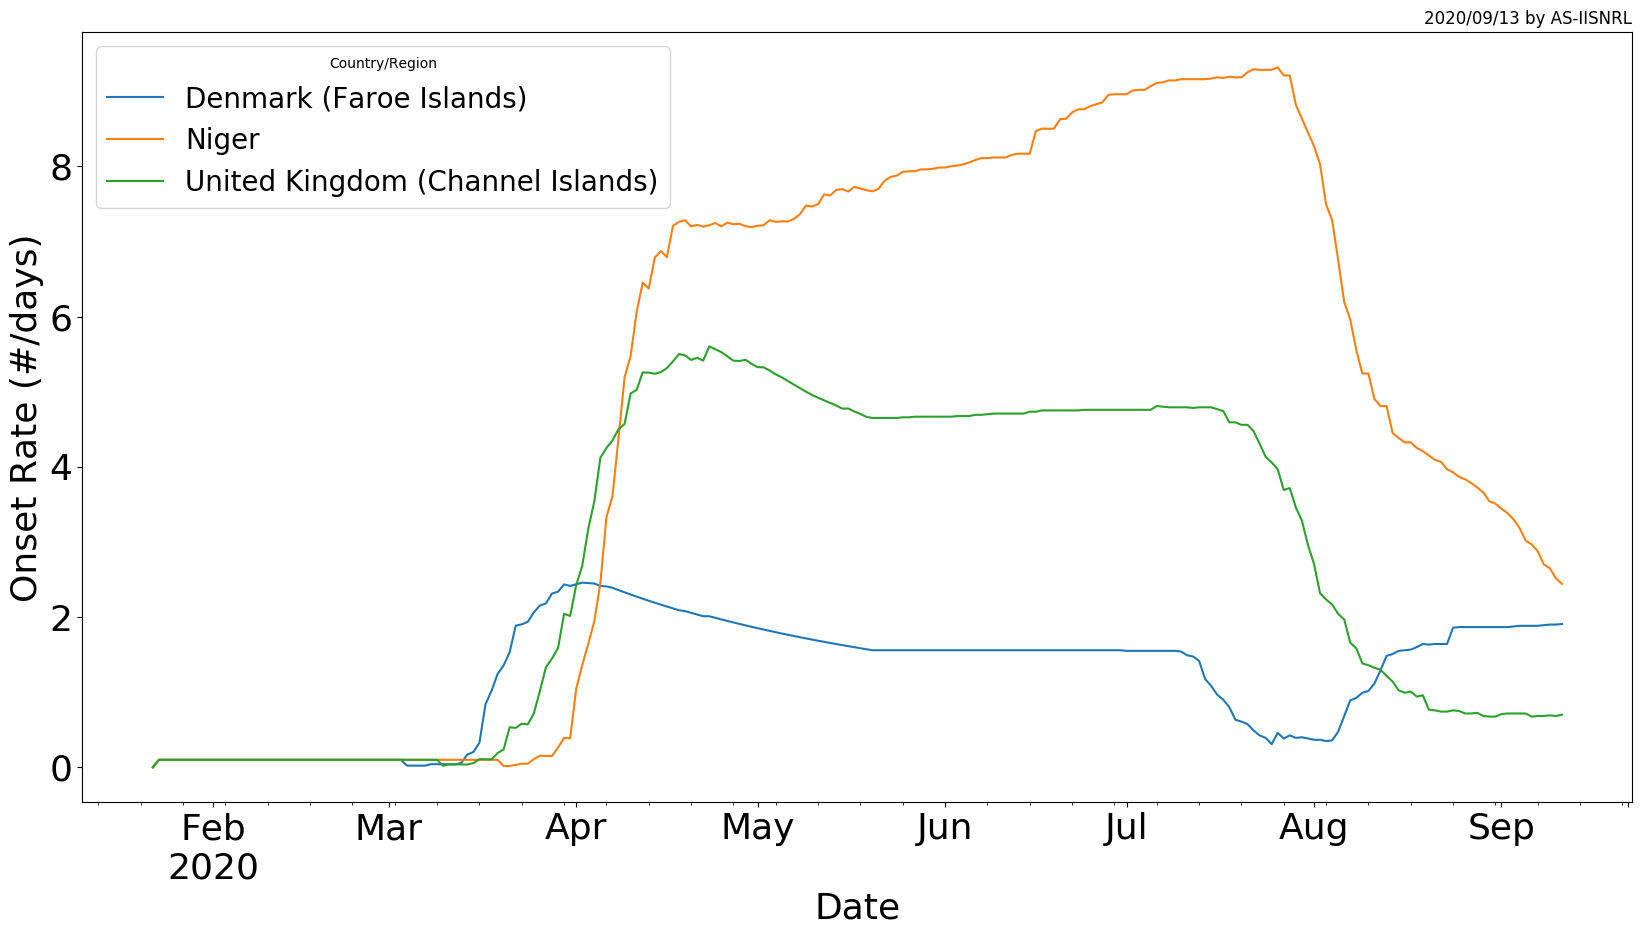 2020/09/13 by AS-IISNRL
Country/Region
Denmark (Faroe Islands)
Niger
United Kingdom (Channel Islands)
Onset Rate (#/days)
8
6
4
2
0
Feb Mar Apr May Jun Jul Aug Sep
2020
Date